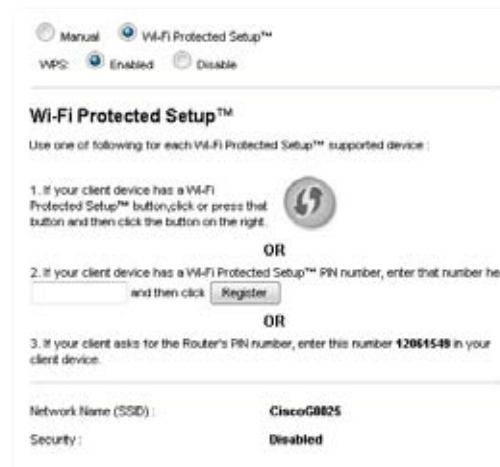 Manual Wi-Fi Protected Setup™
WPS: Enabled Disable
Wi-Fi Protected Setup™
Use one of following for each Wi-Fi Protected Setup™ supported device :
1. If your client device has a Wi-Fi
Protected Setup™ button,click or press that
button and then click the button on the right.
OR
2. If your client device has a Wi-Fi Protected Setup™ PIN number, enter that number he
and then click Register
OR
3. If your client asks for the Router's PIN number, enter this number 12061549 in your
client device.
Network Name (SSID) : CiscoG0025
Security : Disabled